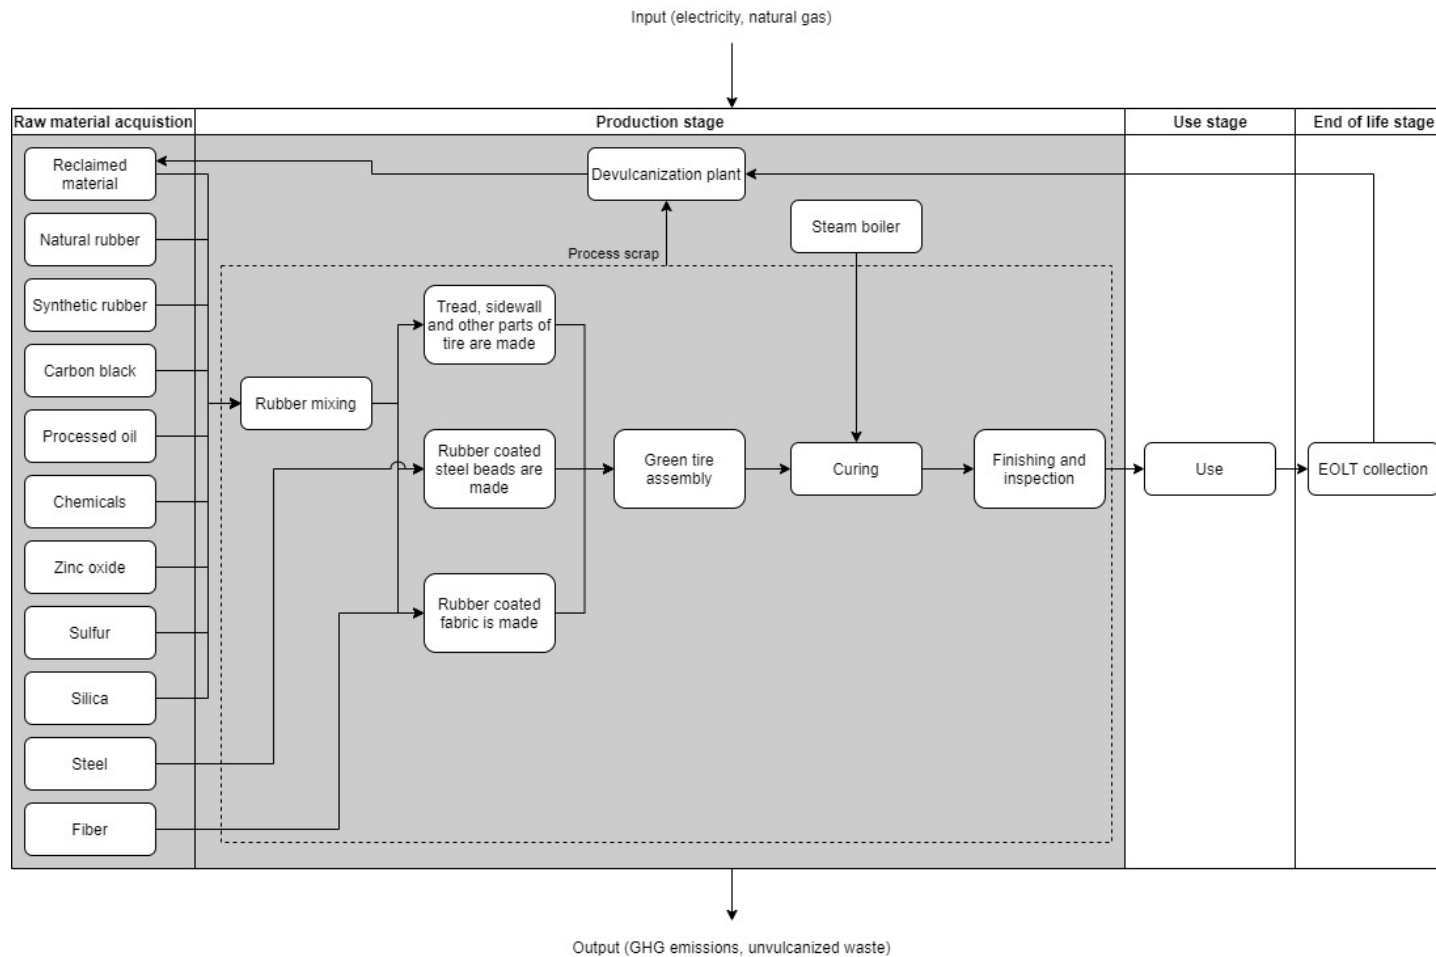 Input (electricity, natural gas)
Raw material acquistion
Production stage
Use stage
End of life stage
Reclaimed
material
Devulcanization plant
Natural rubber
Steam boiler
Process scrap
Synthetic rubber
Tread, sidewall
and other parts of
tire are made
Carbon black
Rubber mixing
Processed oil
Rubber coated
steel beads are
made
Green tire
assembly
Curing
Finishing and
inspection
Use
EOLT collection
Chemicals
Zinc oxide
Rubber coated
fabric is made
Sulfur
Silica
Steel
Fiber
Output (GHG emissions, unvulcanized waste)